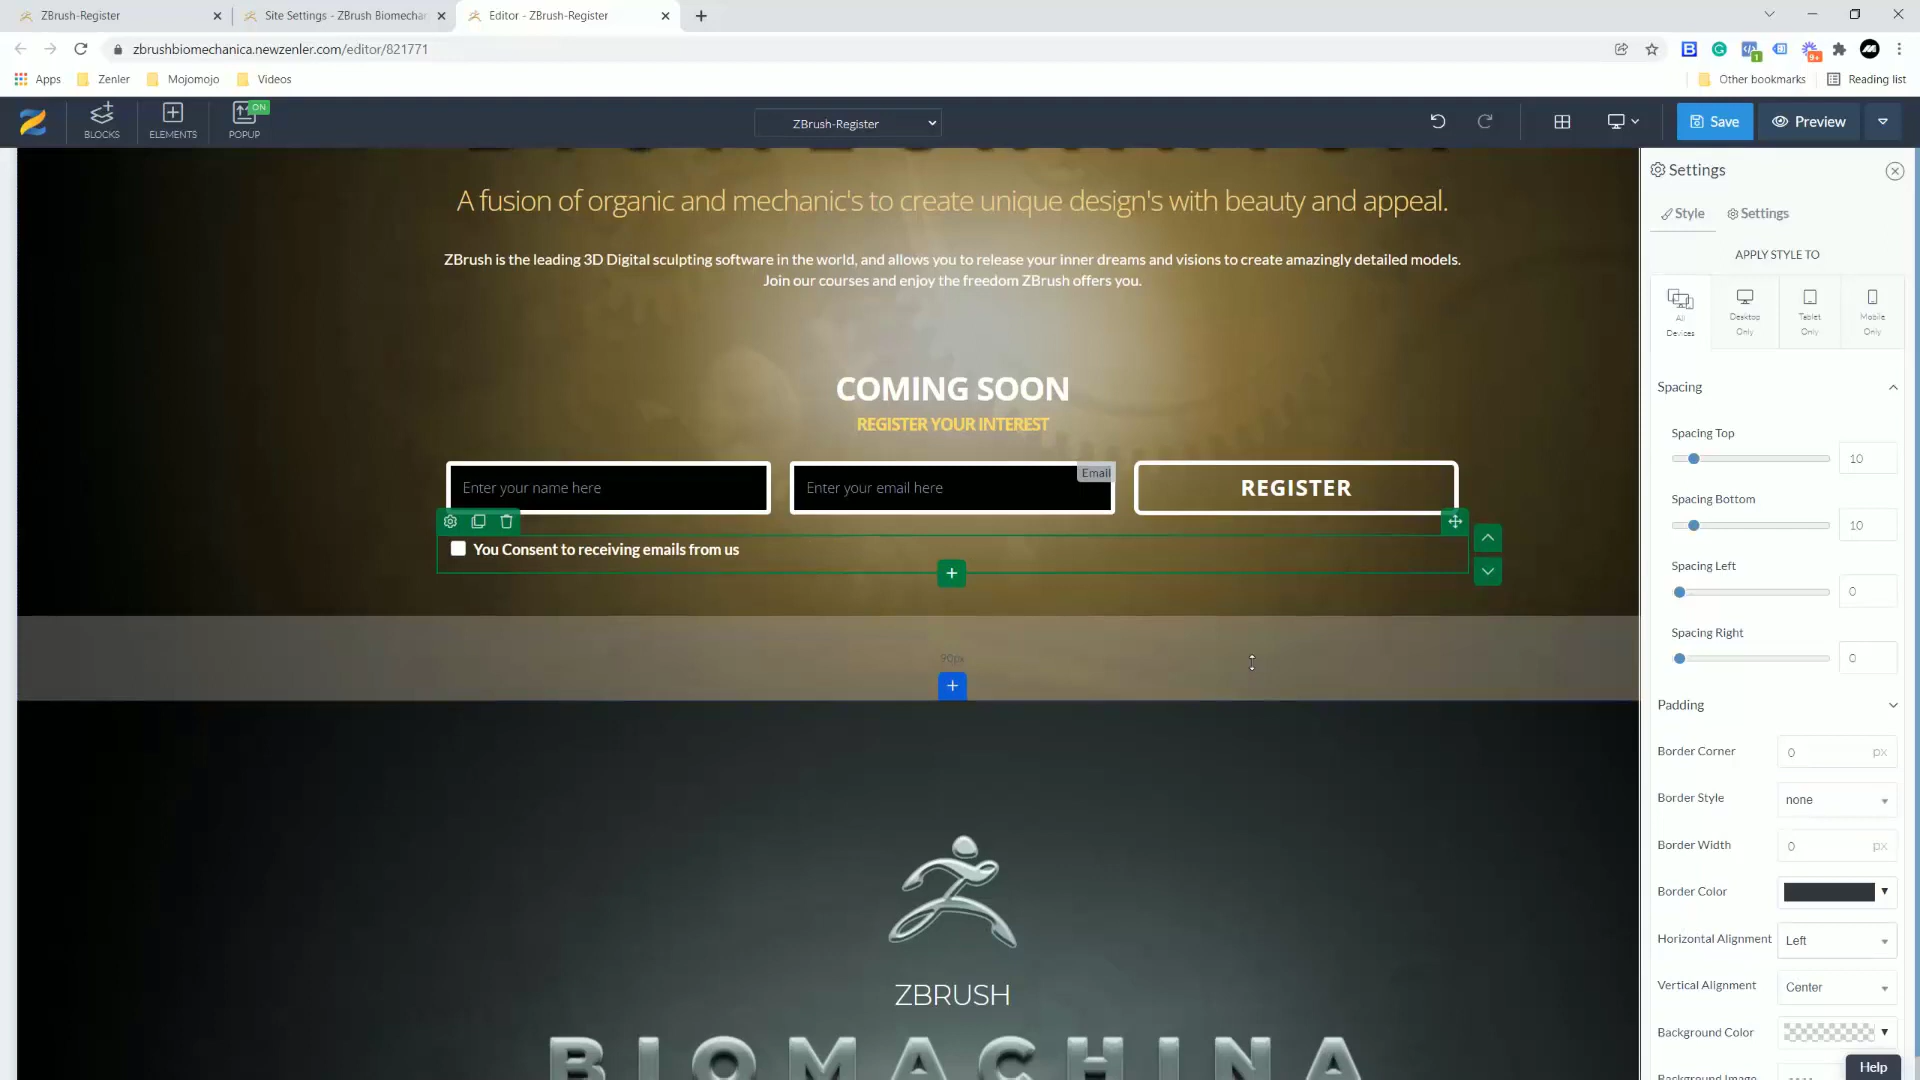 ZBrush-Register
Site Settings - ZBrush Biomechan
Editor - ZBrush-Register
zbrushbiomechanica.newzenler.com/editor/821771
1
9+
Apps
Zenler
Mojomojo
Videos
Other bookmarks
Reading list
BLOCKS
ELEMENTS
ON
POPUP
ZBrush-Register
Save
Preview
A fusion of organic and mechanic's to create unique design's with beauty and appeal.
ZBrush is the leading 3D Digital sculpting software in the world, and allows you to release your inner dreams and visions to create amazingly detailed models.
Join our courses and enjoy the freedom ZBrush offers you.
COMING SOON
REGISTER YOUR INTEREST
Enter your name here
Enter your email here
Email
REGISTER
You Consent to receiving emails from us
90px
ZBRUSH
BIOMACHINA
Settings
Style
Settings
APPLY STYLE TO
All
Devices
Desktop
Only
Tablet
Only
Mobile
Only
Spacing
Spacing Top
10
Spacing Bottom
10
Spacing Left
0
Spacing Right
0
Padding
Border Corner
0
px
Border Style
none
Border Width
0
px
Border Color
Horizontal Alignment
Left
Vertical Alignment
Center
Background Color
Background Image
Help